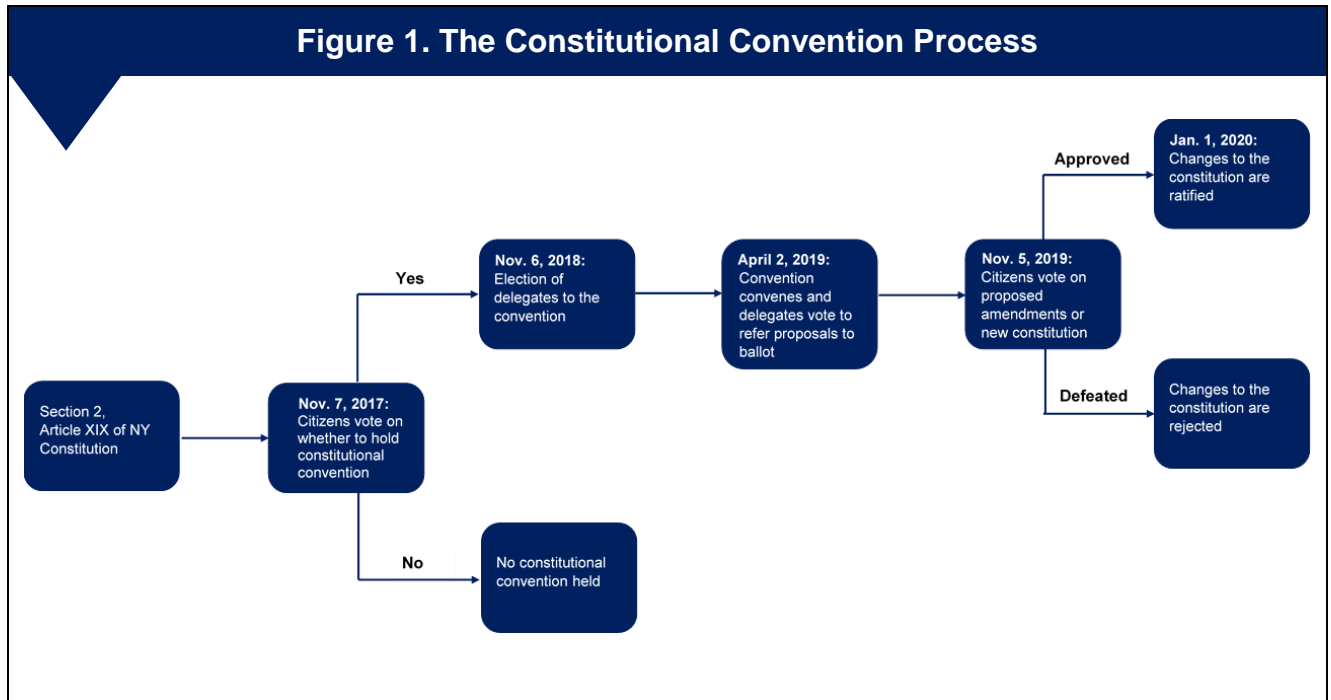 Figure 1. The Constitutional Convention Process
Section 2,
Article XIX of NY
Constitution
Nov. 7, 2017:
Citizens vote on
whether to hold
constitutional
convention
Yes
No
Nov. 6, 2018:
Election of
delegates to the
convention
No constitutional
convention held
April 2, 2019:
Convention
convenes and
delegates vote to
refer proposals to
ballot
Nov. 5, 2019:
Citizens vote on
proposed
amendments or
new constitution
Approved
Defeated
Jan. 1, 2020:
Changes to the
constitution are
ratified
Changes to the
constitution are
rejected